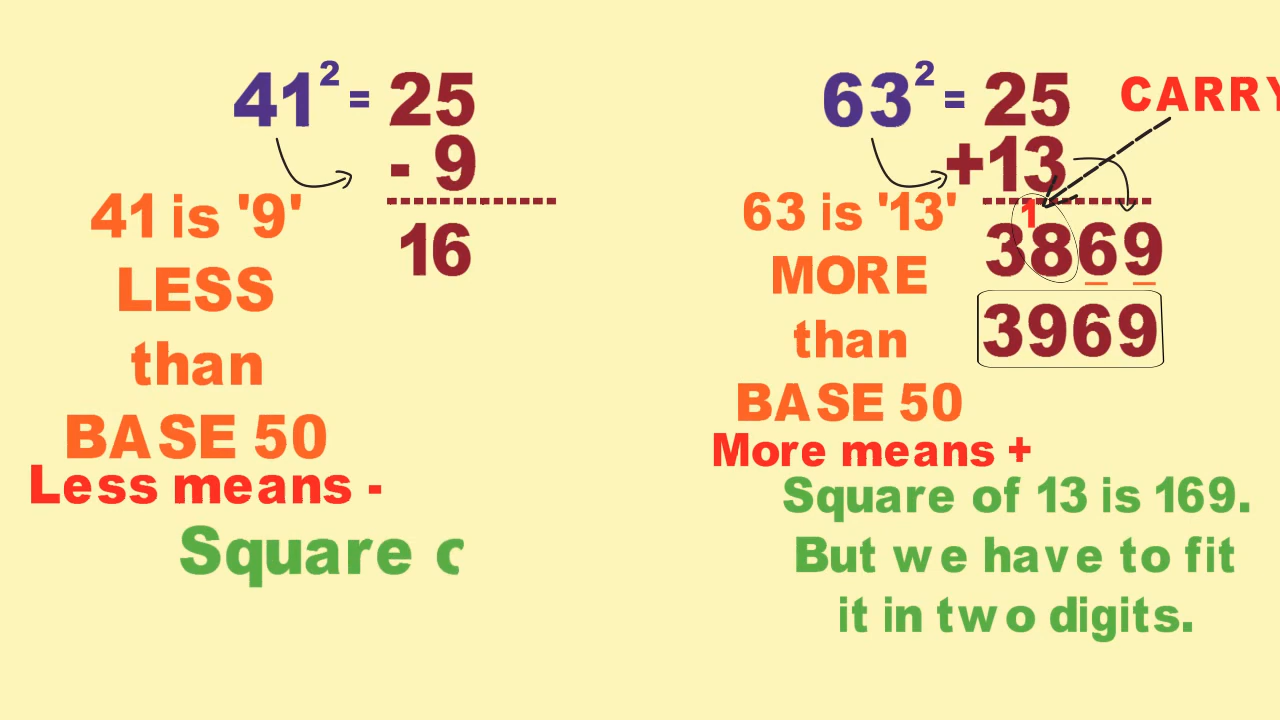 41² = 25
- 9
16
41 is '9'
LESS
than
BASE 50
Less means -
Square
63² = 25
CARRY
+13
1
3869
3969
63 is '13'
MORE
than
BASE 50
More means +
Square of 13 is 169.
But we have to fit
it in two digits.